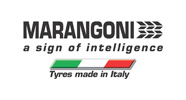 MARANGONI
a sign of intelligence
Tyres made in Italy